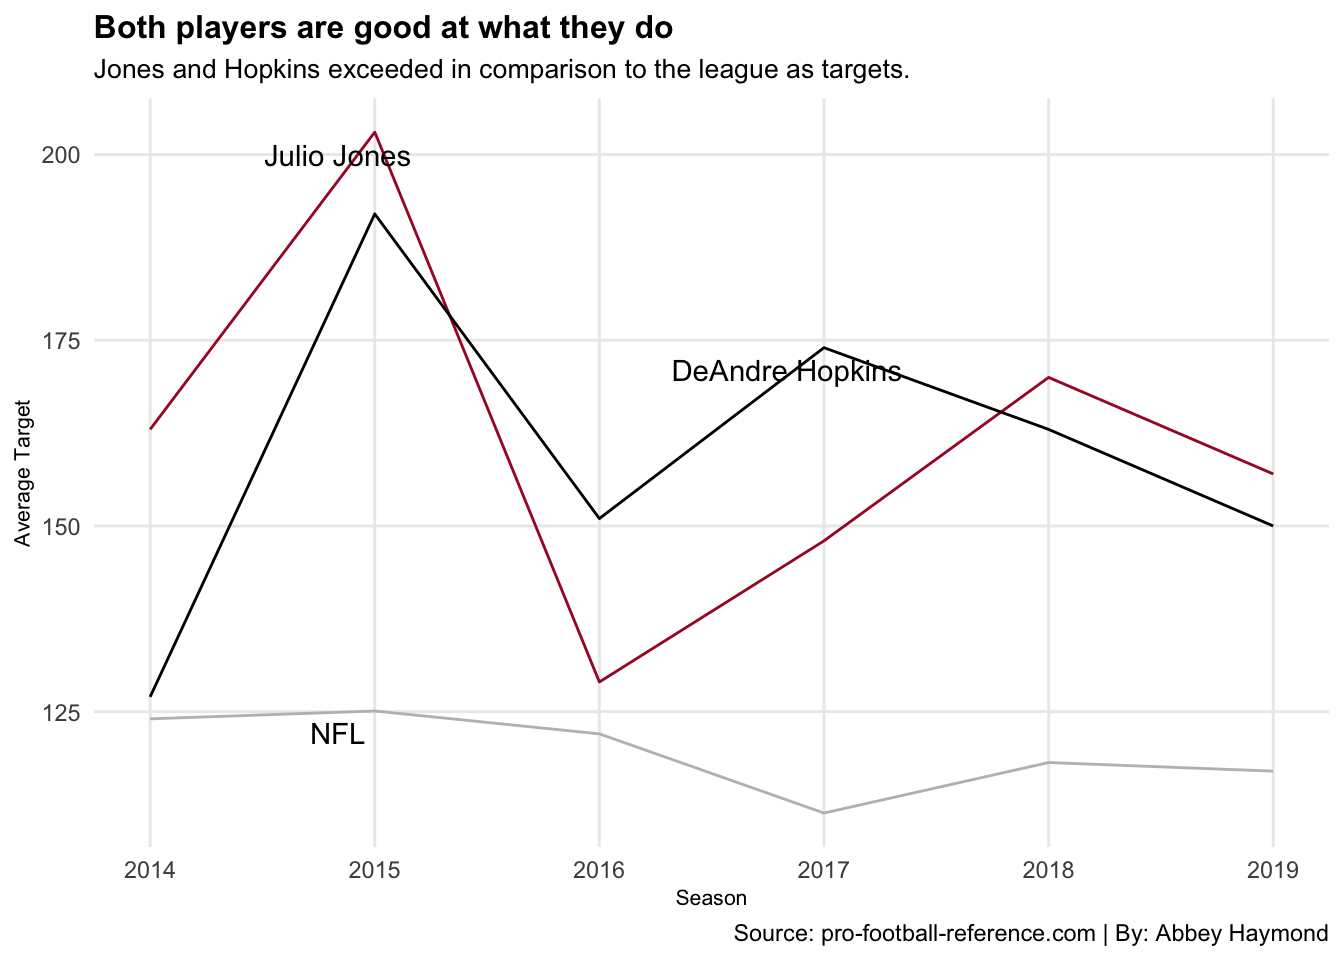 Both players are good at what they do
Jones and Hopkins exceeded in comparison to the league as targets.
200
175
150
125
Average Target
Julio Jones
DeAndre Hopkins
NFL
2014 2015 2016 2017 2018 2019
Season
Source: pro-football-reference.com | By: Abbey Haymond